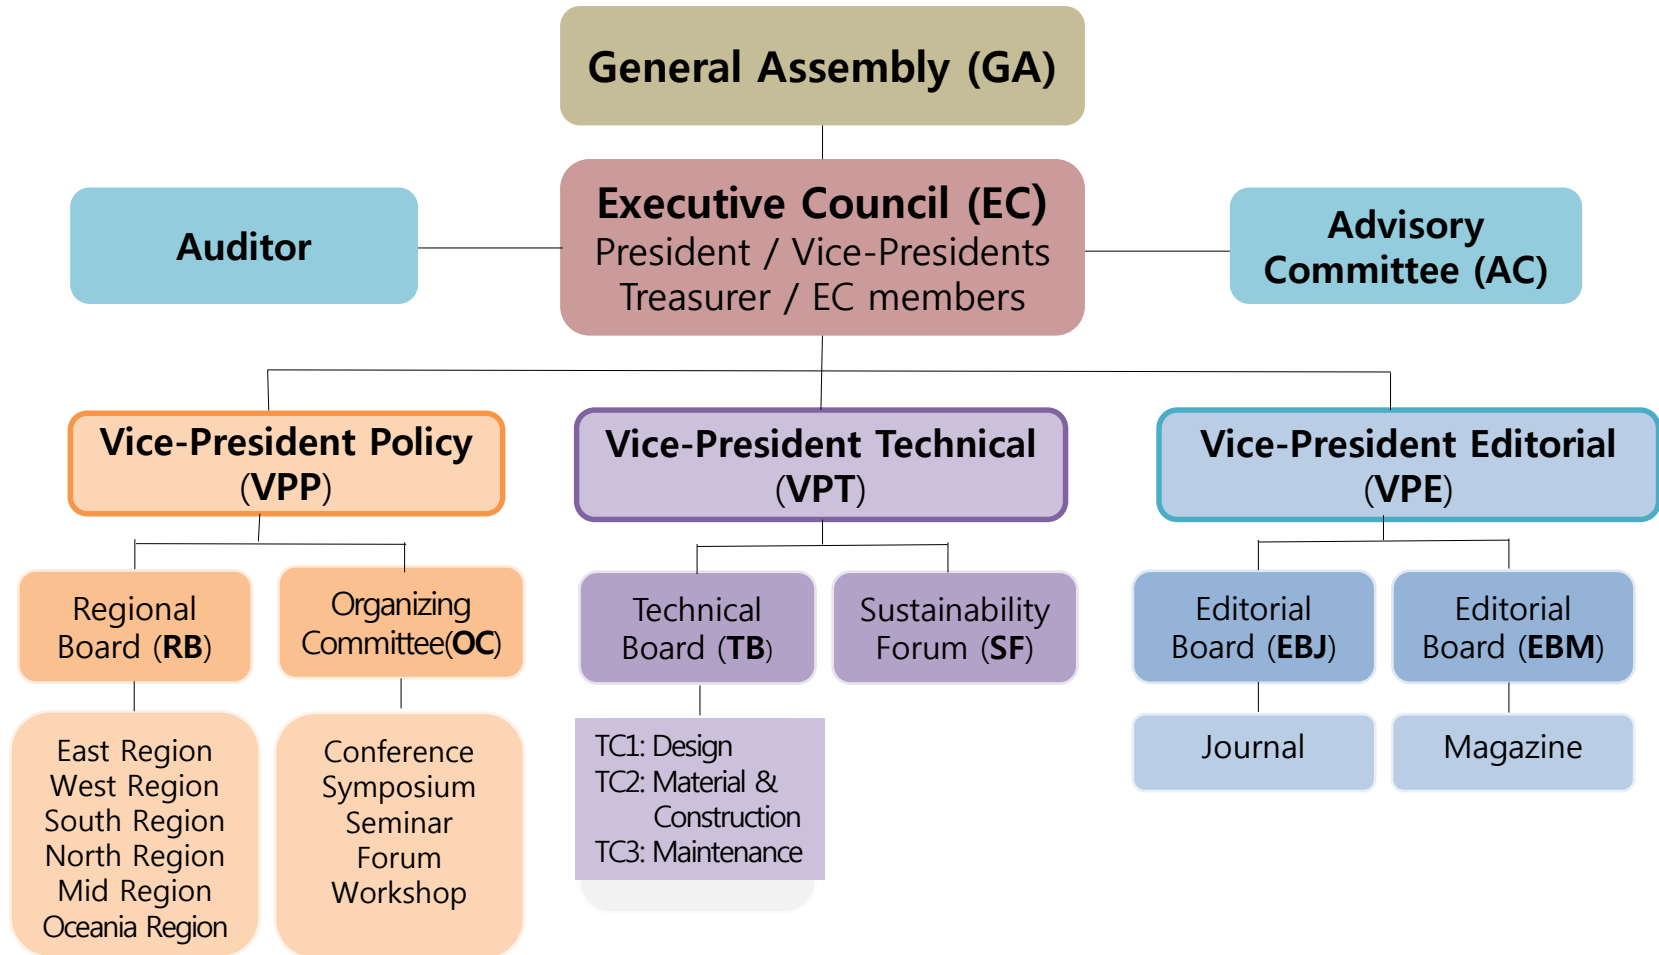 General Assembly (GA)
Executive Council (EC)
President / Vice-Presidents
Treasurer / EC members
Auditor
Advisory
Committee (AC)
Vice-President Policy
(VPP)
Vice-President Technical
(VPT)
Vice-President Editorial
(VPE)
Regional
Board (RB)
Organizing
Committee(OC)
Technical
Board (TB)
Sustainability
Forum (SF)
Editorial
Board (EBJ)
Editorial
Board (EBM)
East Region
West Region
South Region
North Region
Mid Region
Oceania Region
Conference
Symposium
Seminar
Forum
Workshop
TC1: Design
TC2: Material &
Construction
TC3: Maintenance
Journal
Magazine